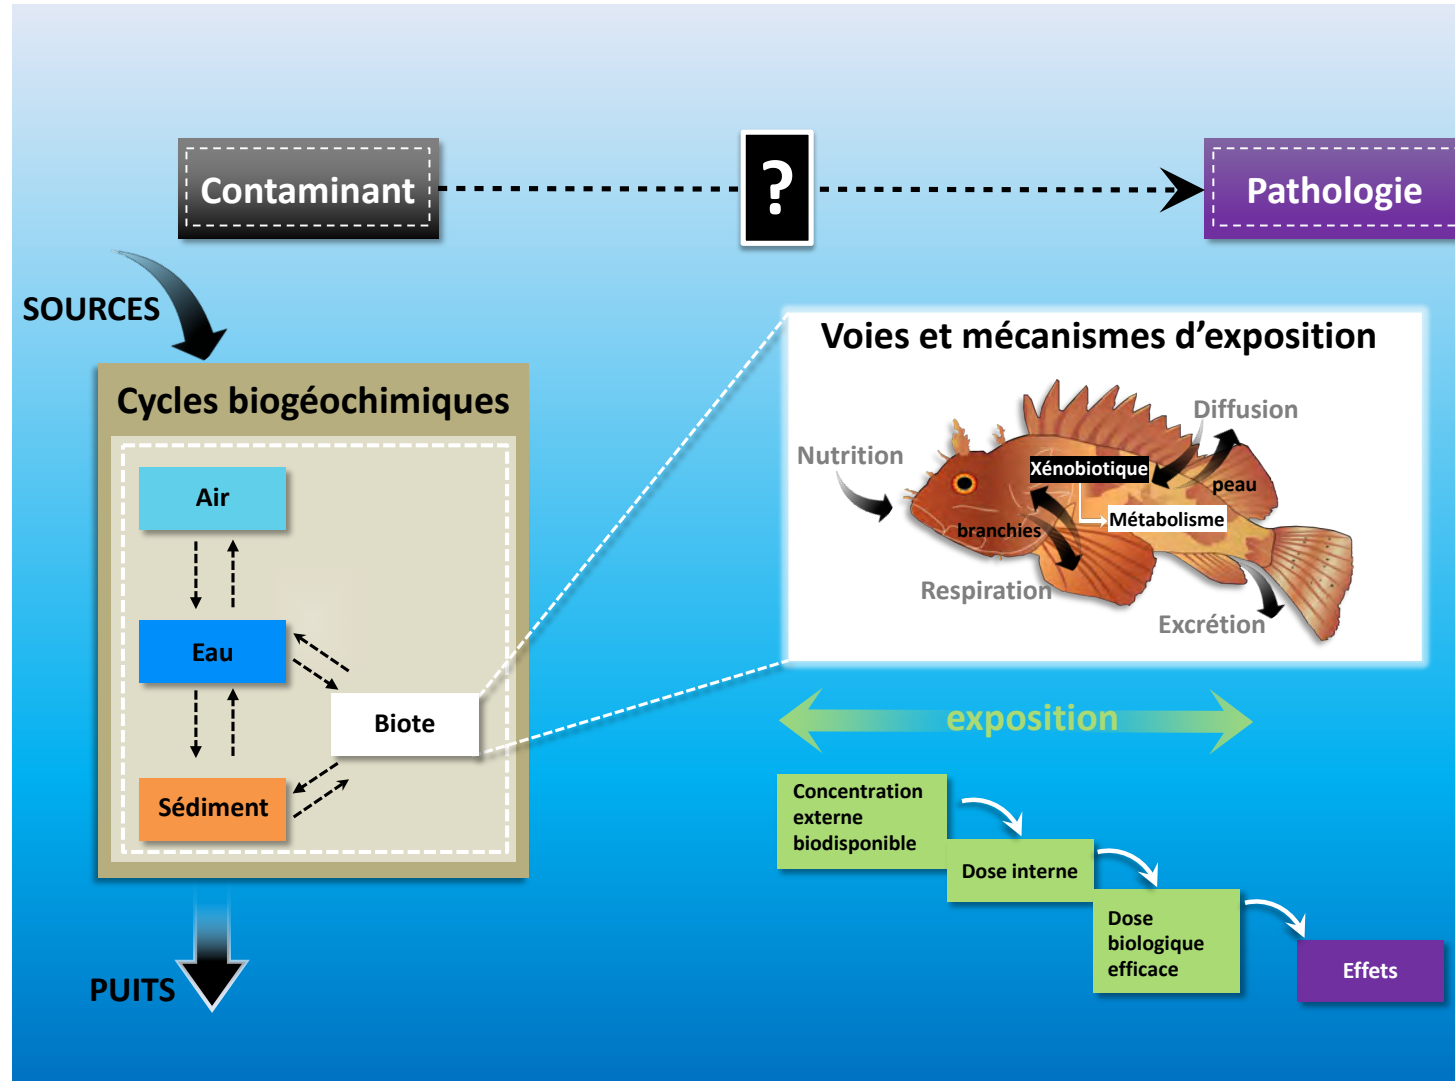 Contaminant
?
Pathologie
SOURCES
Cycles biogéochimiques
Air
Eau
Biote
Sédiment
PUITS
Voies et mécanismes d’exposition
Diffusion
Nutrition
Xénobiotique
peau
Métabolisme
branchies
Respiration
Excrétion
exposition
Concentration
externe
biodisponible
Dose interne
Dose
biologique
efficace
Effets